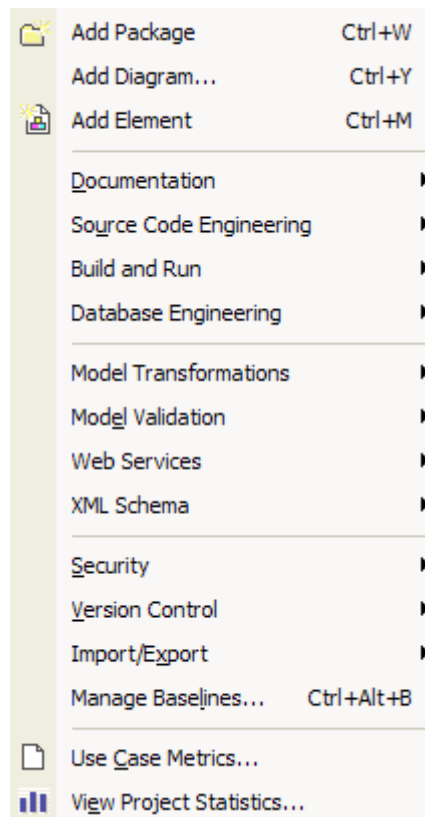 Add Package Ctrl+W
Add Diagram... Ctrl+Y
Add Element Ctrl+M
Documentation
Source Code Engineering
Build and Run
Database Engineering
Model Transformations
Model Validation
Web Services
XML Schema
Security
Version Control
Import/Export
Manage Baselines... Ctrl+Alt+B
Use Case Metrics...
View Project Statistics...